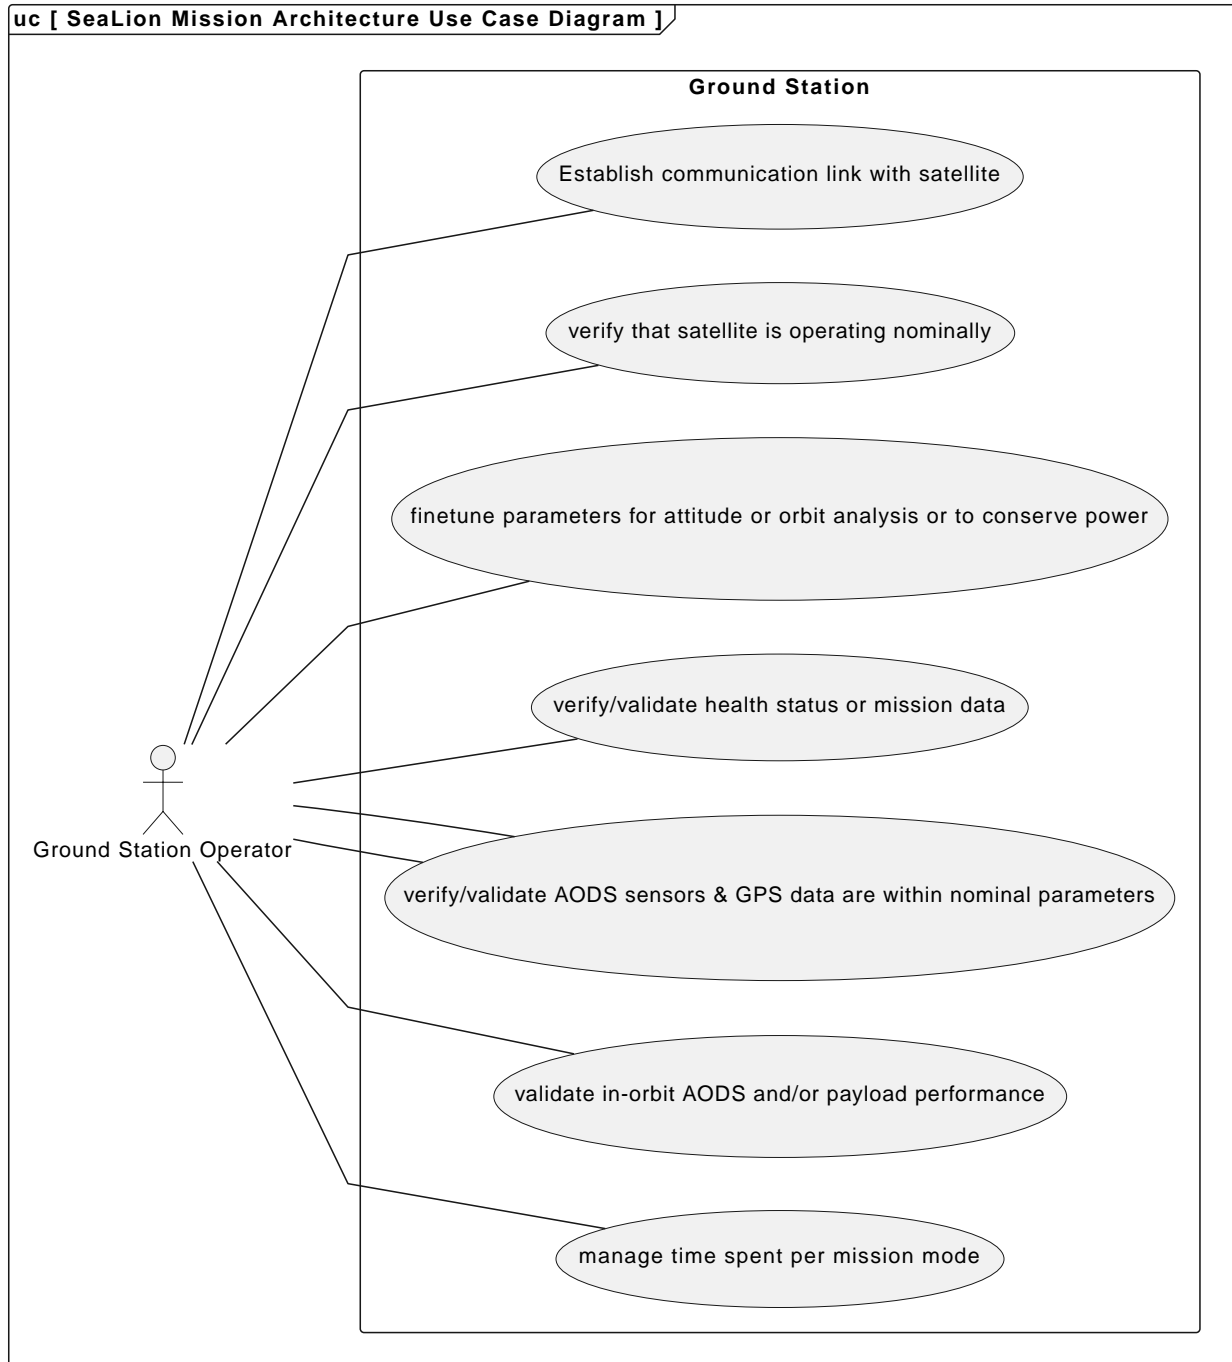 uc [ SeaLion Mission Architecture Use Case Diagram ]
Ground Station
Establish communication link with satellite
verify that satellite is operating nominally
finetune parameters for attitude or orbit analysis or to conserve power
verify/validate health status or mission data
Ground Station Operator
verify/validate AODS sensors & GPS data are within nominal parameters
validate in-orbit AODS and/or payload performance
manage time spent per mission mode